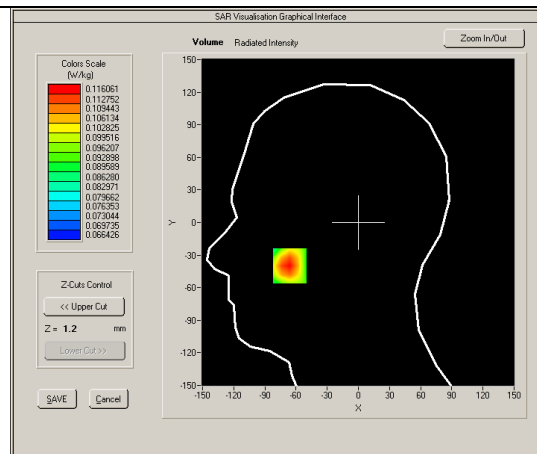 SAR Visualisation Graphical Interface
Volume Radiated Intensity
Zoom In/Out
Colors Scale
(W/kg)
0.116061
0.112752
0.109443
0.106134
0.102825
0.099516
0.096207
0.092898
0.089589
0.086280
0.082971
0.079662
0.076353
0.073044
0.069735
0.066426
Z-Cuts Control
<< Upper Cut
Z = 1.2 mm
Lower Cut >>
SAVE Cancel
150
120
90
60
30
0
-30
-60
-90
-120
-150
Y
-150 -120 -90 -60 -30 0 30 60 90 120 150
X